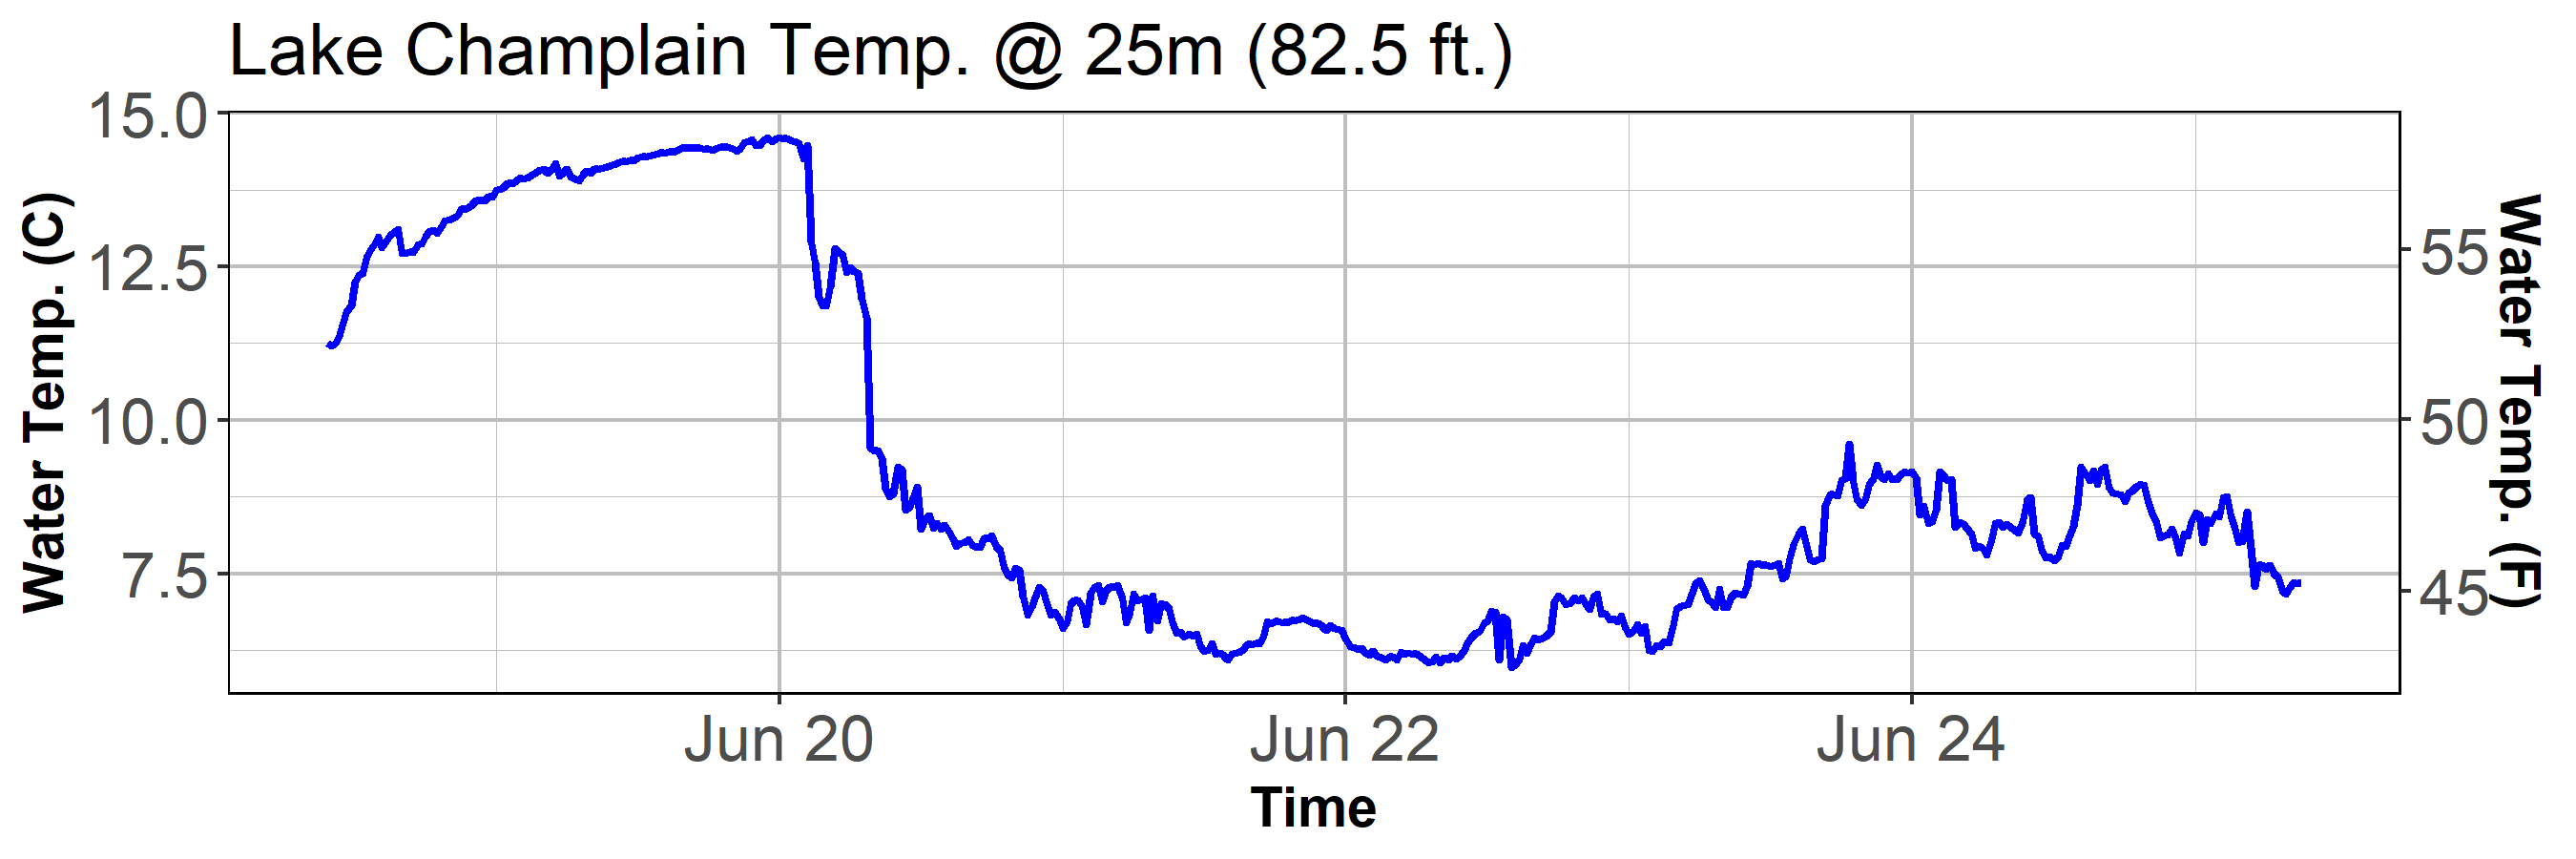 Lake Champlain Temp. @ 25m (82.5 ft.)
Water Temp. (C)
15.0
12.5
10.0
7.5
55
50
45
Water Temp. (F)
Jun 20
Jun 22
Jun 24
Time